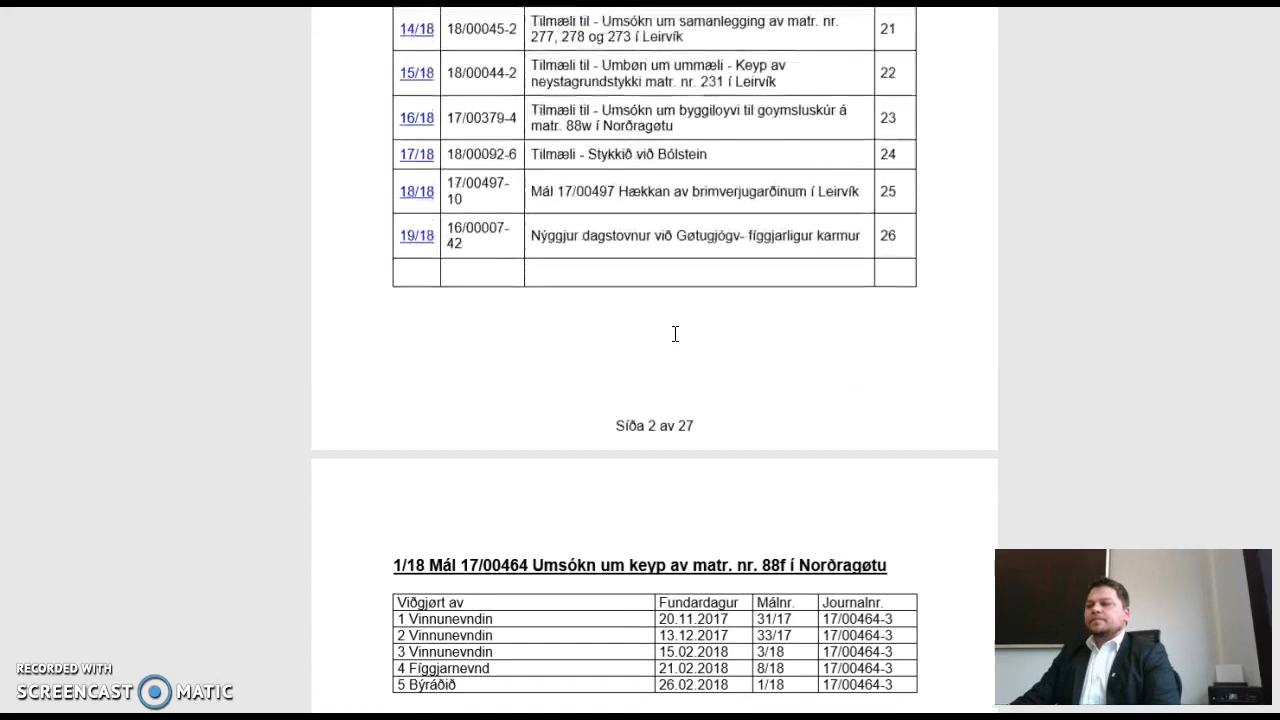 14/18 18/00045-2 Tilmæli til - Umsókn um samanlegging av matr. nr. 21
277, 278 og 273 í Leirvík
15/18 18/00044-2 Tilmæli til - Umbøn um ummæli - Keyp av 22
neystagrundstykki matr. nr. 231 í Leirvík
16/18 17/00379-4 Tilmæli til - Umsókn um byggiloyvi til goymsluskúr á 23
matr. 88w í Norðragøtu
17/18 18/00092-6 Tilmæli - Stykkið við Bólstein 24
18/18 17/00497- Mál 17/00497 Hækkan av brimverjugarðinum í Leirvík 25
10
19/18 16/00007- Nýggjur dagstovnur við Gøtugjógv- fíggjarligur karmur 26
42
Síða 2 av 27
1/18 Mál 17/00464 Umsókn um keyp av matr. nr. 88f í Norðragøtu
Viðgjørt av Fundardagur Málnr. Journalnr.
1 Vinnunevndin 20.11.2017 31/17 17/00464-3
2 Vinnunevndin 13.12.2017 33/17 17/00464-3
3 Vinnunevndin 15.02.2018 3/18 17/00464-3
4 Fíggjarnevnd 21.02.2018 8/18 17/00464-3
5 Býráðið 26.02.2018 1/18 17/00464-3
RECORDED WITH
SCREENCAST MATIC